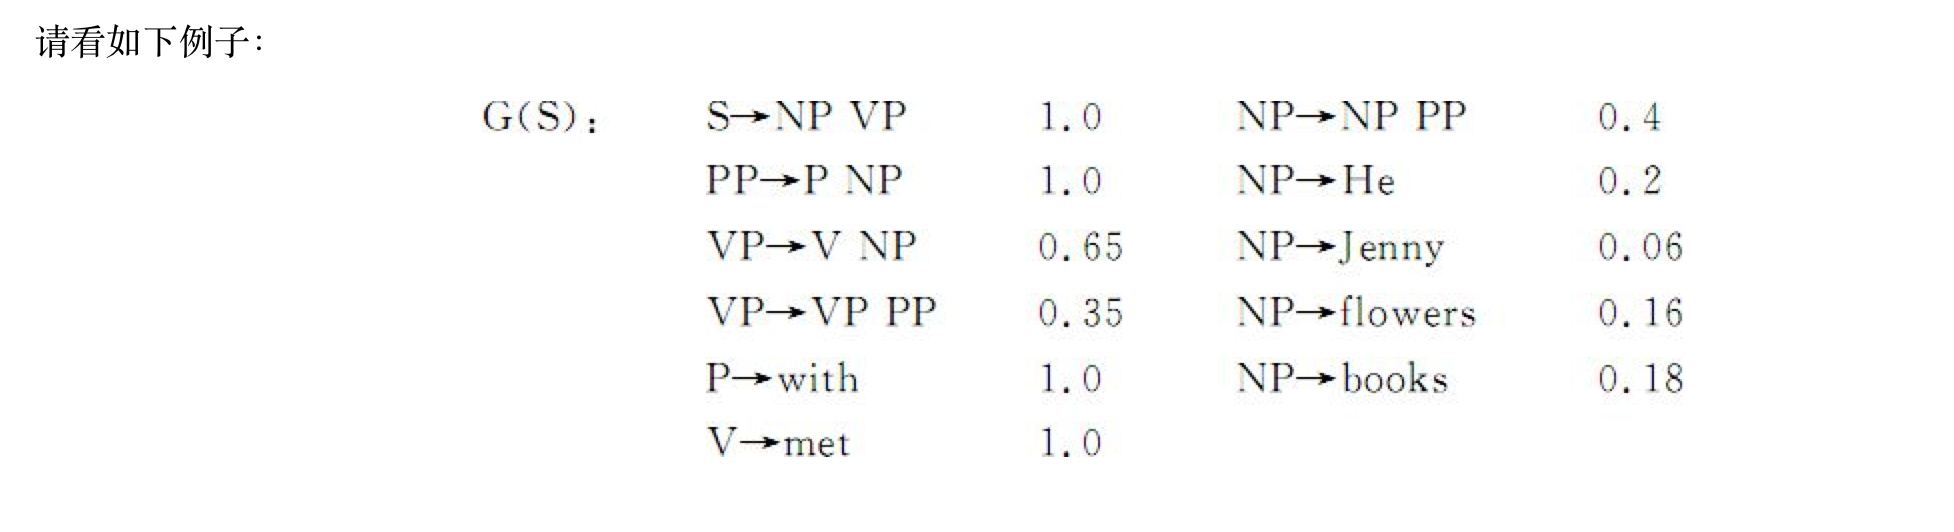 请看如下例子：
G(S)： S→NP VP 1.0 NP→NP PP 0.4
PP→P NP 1.0 NP→He 0.2
VP→V NP 0.65 NP→Jenny 0.06
VP→VP PP 0.35 NP→flowers 0.16
P→with 1.0 NP→books 0.18
V→met 1.0